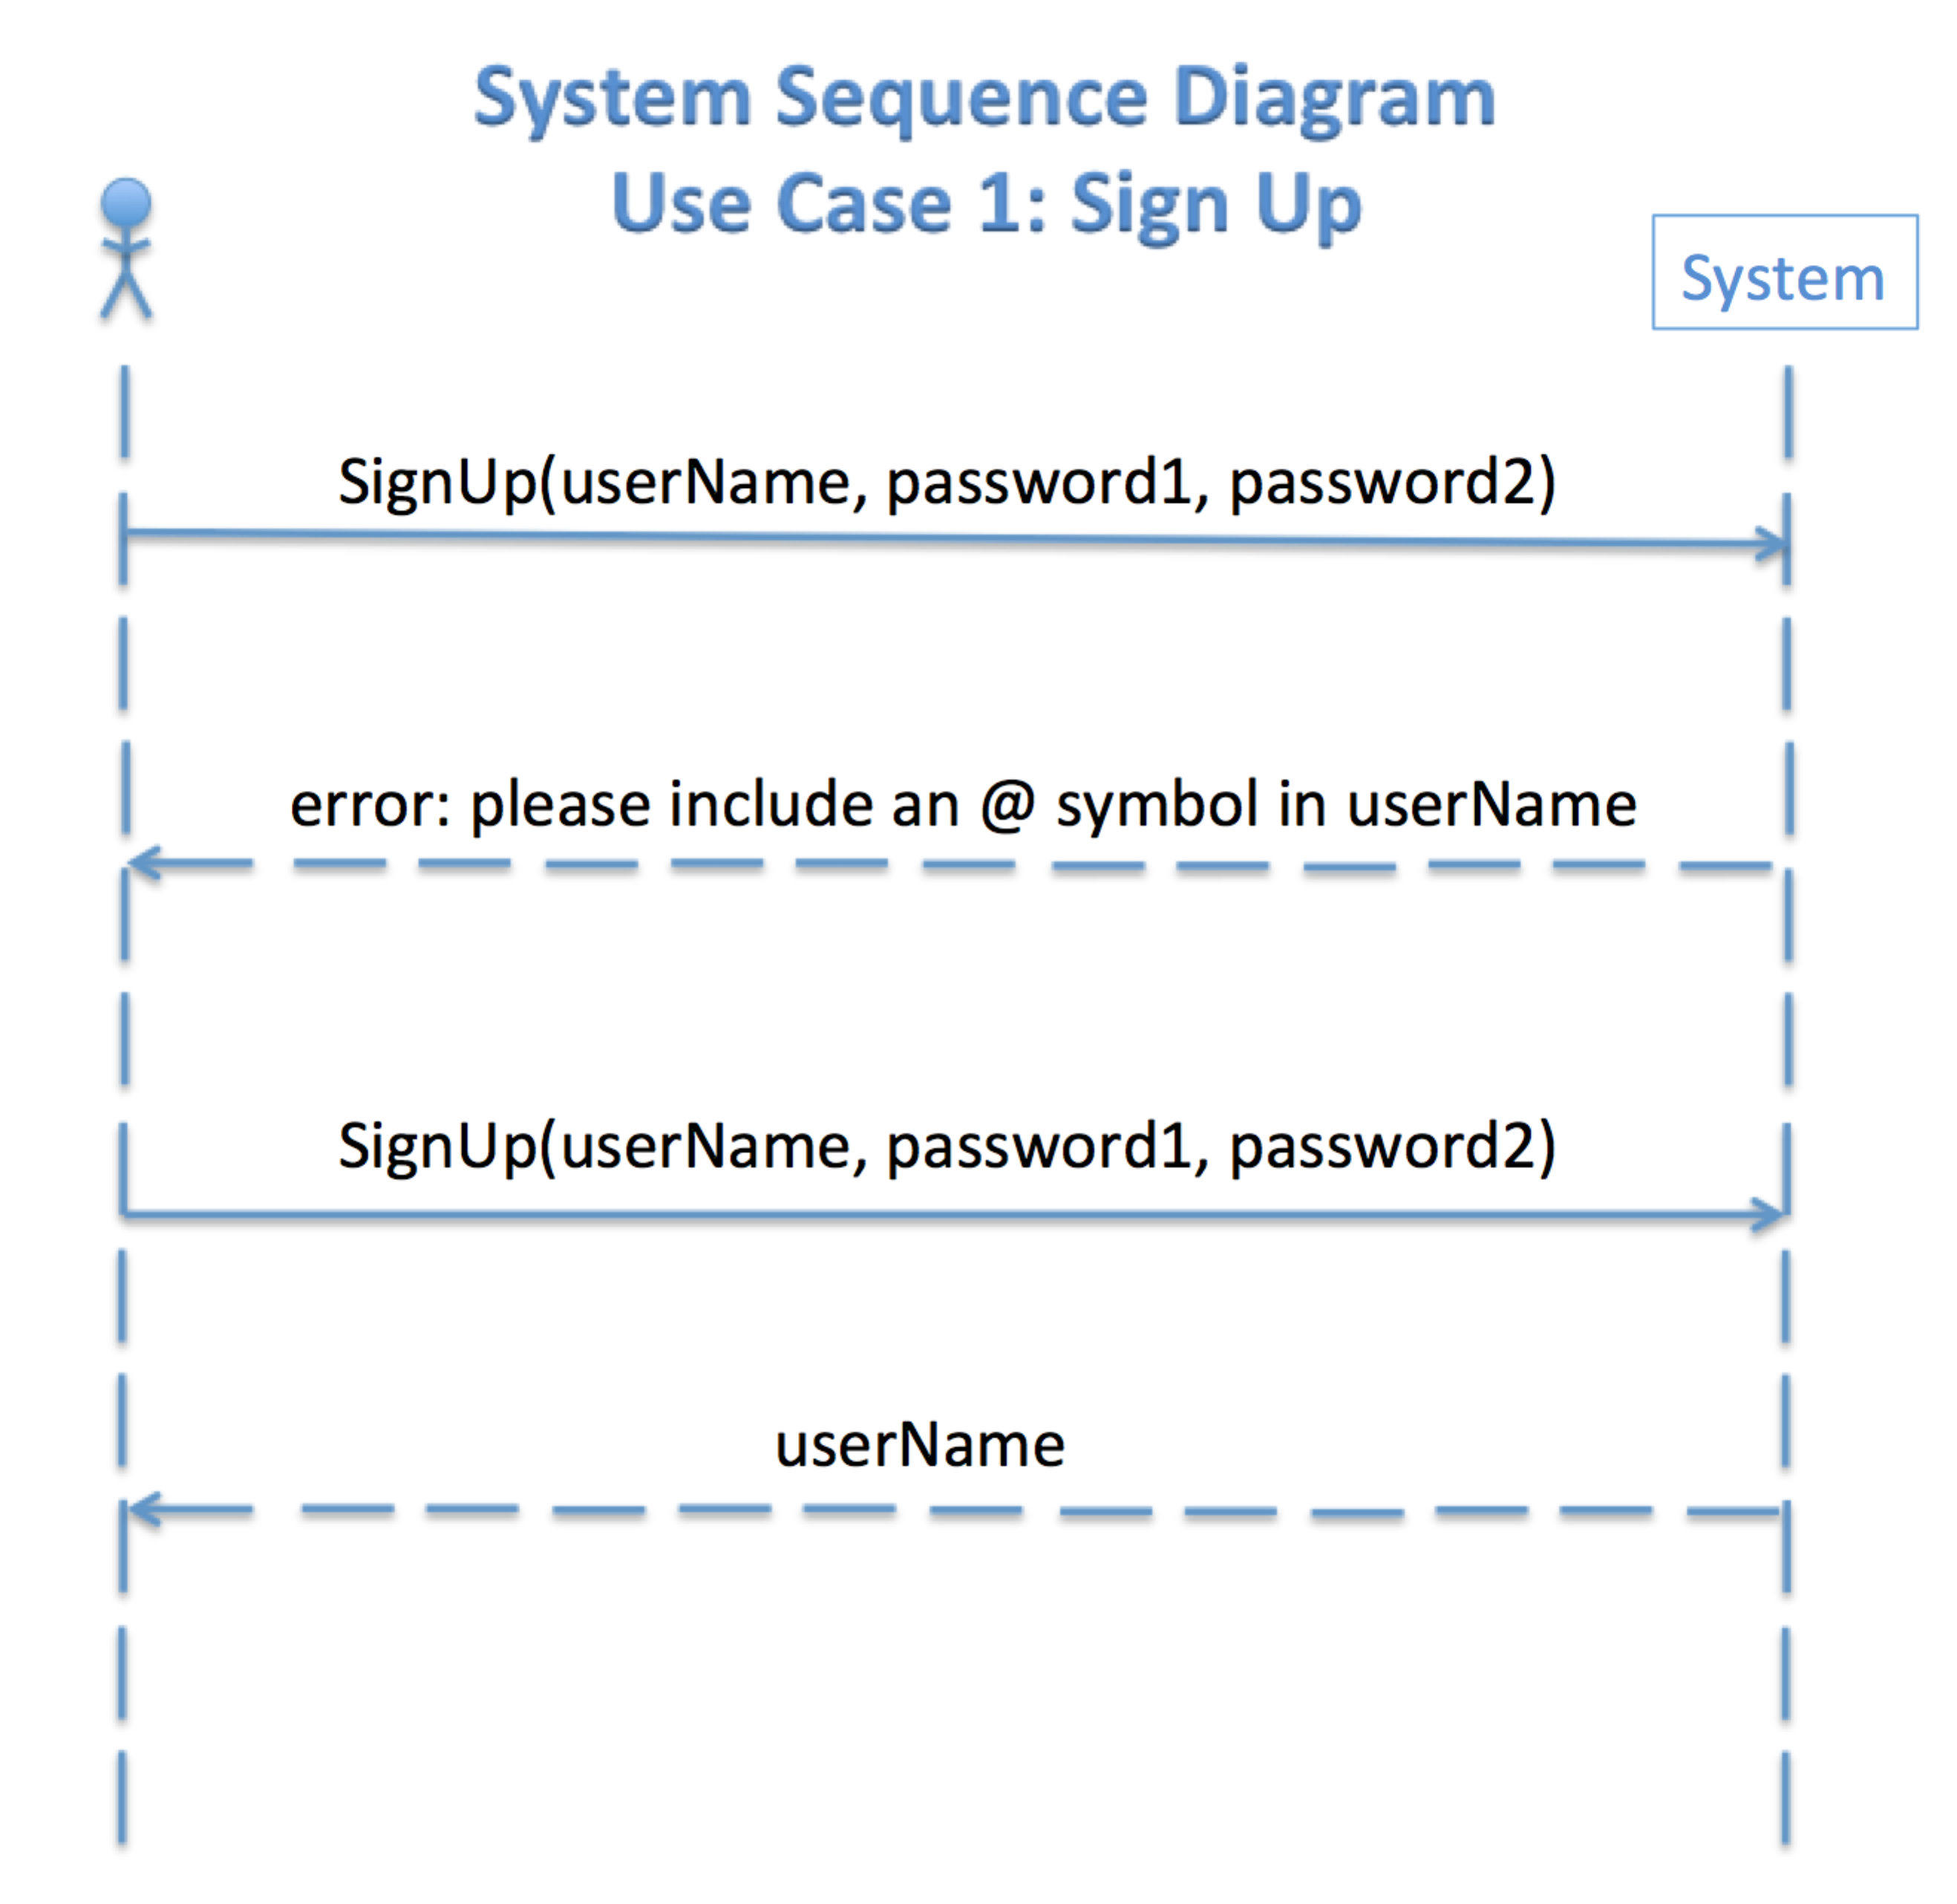 System Sequence Diagram
Use Case 1: Sign Up
System
SignUp(userName, password1, password2)
error: please include an @ symbol in userName
SignUp(userName, password1, password2)
userName